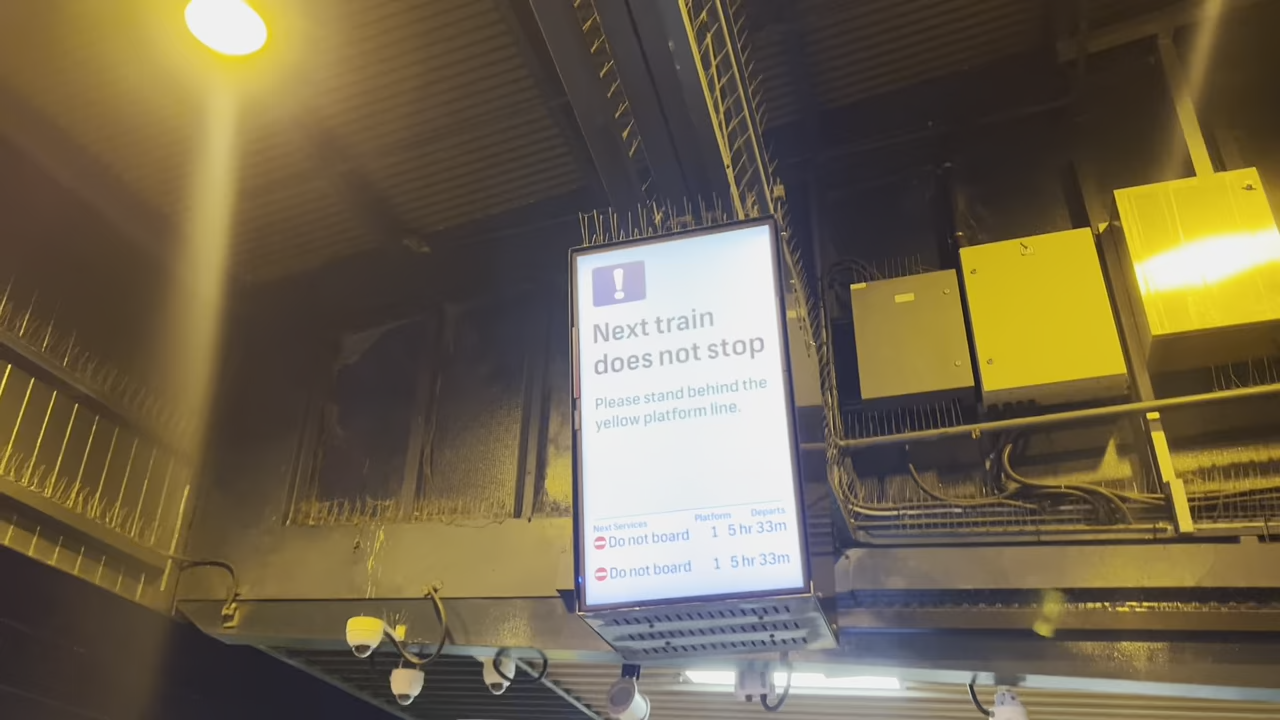 !
Next train
does not stop
Please stand behind the
yellow platform line.
Next Services Platform Departs
Do not board 1 5 hr 33m
Do not board 1 5 hr 33m